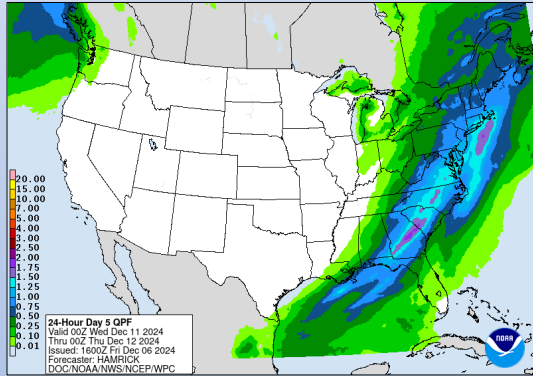 20.00
15.00
10.00
7.00
5.00
4.00
3.00
2.50
2.00
1.75
1.50
1.25
1.00
0.75
0.50
0.25
0.10
0.01
24-Hour Day 5 QPF
Valid 00Z Wed Dec 11 2024
Thru 00Z Thu Dec 12 2024
Issued: 1600Z Fri Dec 06 2024
Forecaster: HAMRICK
DOC/NOAA/NWS/NCEP/WPC
NOAA